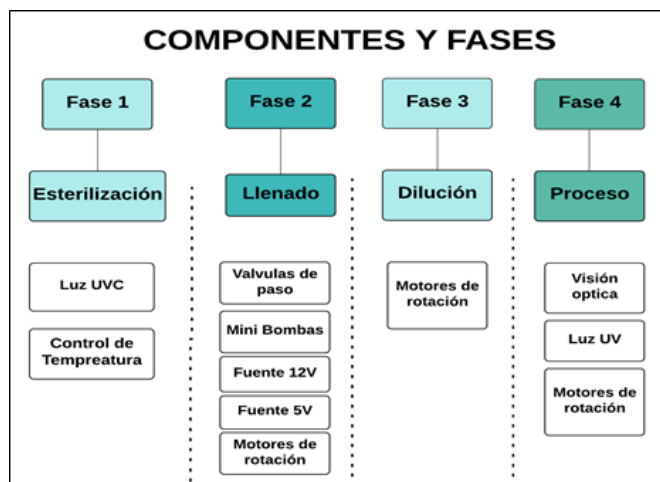 COMPONENTES Y FASES
Fase 1
Fase 2
Fase 3
Fase 4
Esterilización
Llenado
Dilución
Proceso
Luz UVC
Control de
Tempreatura
Valvulas de
paso
Mini Bombas
Fuente 12V
Fuente 5V
Motores de
rotación
Motores de
rotación
Visión
optica
Luz UV
Motores de
rotación